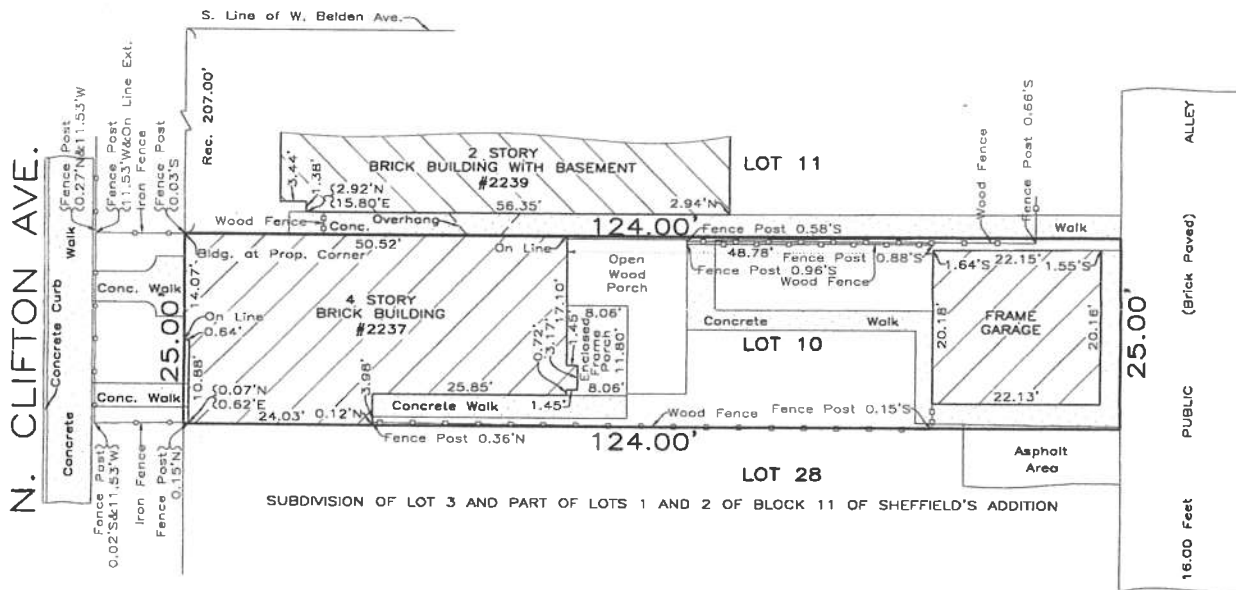 S. Line of W. Belden Ave.
Rec. 207.00'
Fence Post
0.27'N&11.53'W
Fence Post
11.53'W&On Line Ext.
Iron Fence
Fence Post
0.03'S
N. CLIFTON AVE.
Concrete
Walk
Concrete Curb
Conc. Walk
Conc. Walk
2 STORY
BRICK BUILDING WITH BASEMENT
#2239
3.44'
1.38'
2.92'N
15.80'E
56.35'
2.94'N
LOT 11
Wood Fence
Conc.
Overhang
124.00'
Fence Post 0.58'S
Wood Fence
Fence Post 0.66'S
Walk
50.52'
On Line
Bldg. at Prop. Corner
14.07'
25.00'
On Line
0.64'
10.88'
0.07'N
0.62'E
4 STORY
BRICK BUILDING
#2237
17.10'
Open
Wood
Porch
48.78'
Fence Post 0.88'S
Fence Post 0.96'S
Wood Fence
1.64'S
22.15'
1.55'S
8.06'
0.72'
3.17'
1.45'
Enclosed
Frame
Porch
11.80'
8.06'
1.45'
Concrete Walk
LOT 10
20.18'
FRAME
GARAGE
20.16'
22.13'
25.00'
25.85'
3.98'
Concrete Walk
24.03'
0.12'N
Fence Post 0.36'N
Wood Fence
Fence Post 0.15'S
124.00'
Fence Post
0.02'S&11.53'W
Iron Fence
Fence Post
0.15'N
LOT 28
Asphalt
Area
SUBDIVISION OF LOT 3 AND PART OF LOTS 1 AND 2 OF BLOCK 11 OF SHEFFIELD'S ADDITION
16.00 Feet PUBLIC (Brick Paved) ALLEY